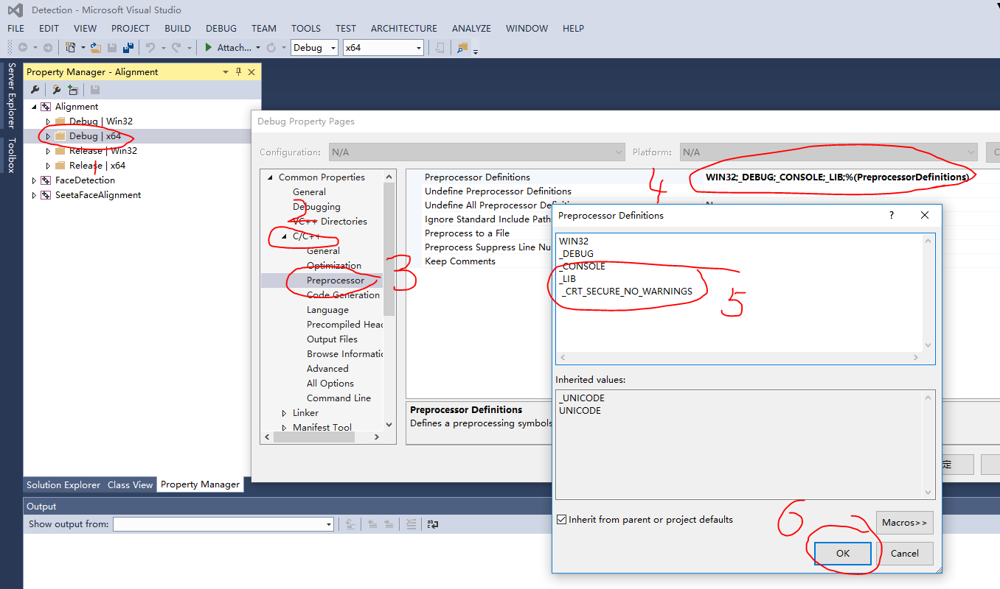 Detection - Microsoft Visual Studio
FILE EDIT VIEW PROJECT BUILD DEBUG TEAM TOOLS TEST ARCHITECTURE ANALYZE WINDOW HELP
Attach... Debug x64
Server Explorer
Toolbox
Property Manager - Alignment
Alignment
Debug | Win32
Debug | x64
Release | Win32
Release | x64
FaceDetection
SeetaFaceAlignment
1
Debug Property Pages
Configuration: N/A Platform: N/A
Common Properties
General
Debugging
VC++ Directories
C/C++
General
Optimization
Preprocessor
Code Generation
Language
Precompiled Head
Output Files
Browse Informatic
Advanced
All Options
Command Line
Linker
Manifest Tool
2
3
Preprocessor Definitions WIN32;_DEBUG;_CONSOLE;_LIB;%(PreprocessorDefinitions)
Undefine Preprocessor Definitions
Undefine All Preprocessor Definitions
Ignore Standard Include Path
Preprocess to a File
Preprocess Suppress Line Nu
Keep Comments
4
Preprocessor Definitions
Defines a preprocessing symbols
定
Preprocessor Definitions ?
WIN32
_DEBUG
_CONSOLE
_LIB
_CRT_SECURE_NO_WARNINGS
5
Inherited values:
_UNICODE
UNICODE
Inherit from parent or project defaults
Macros>>
6
OK Cancel
Solution Explorer Class View Property Manager
Output
Show output from: